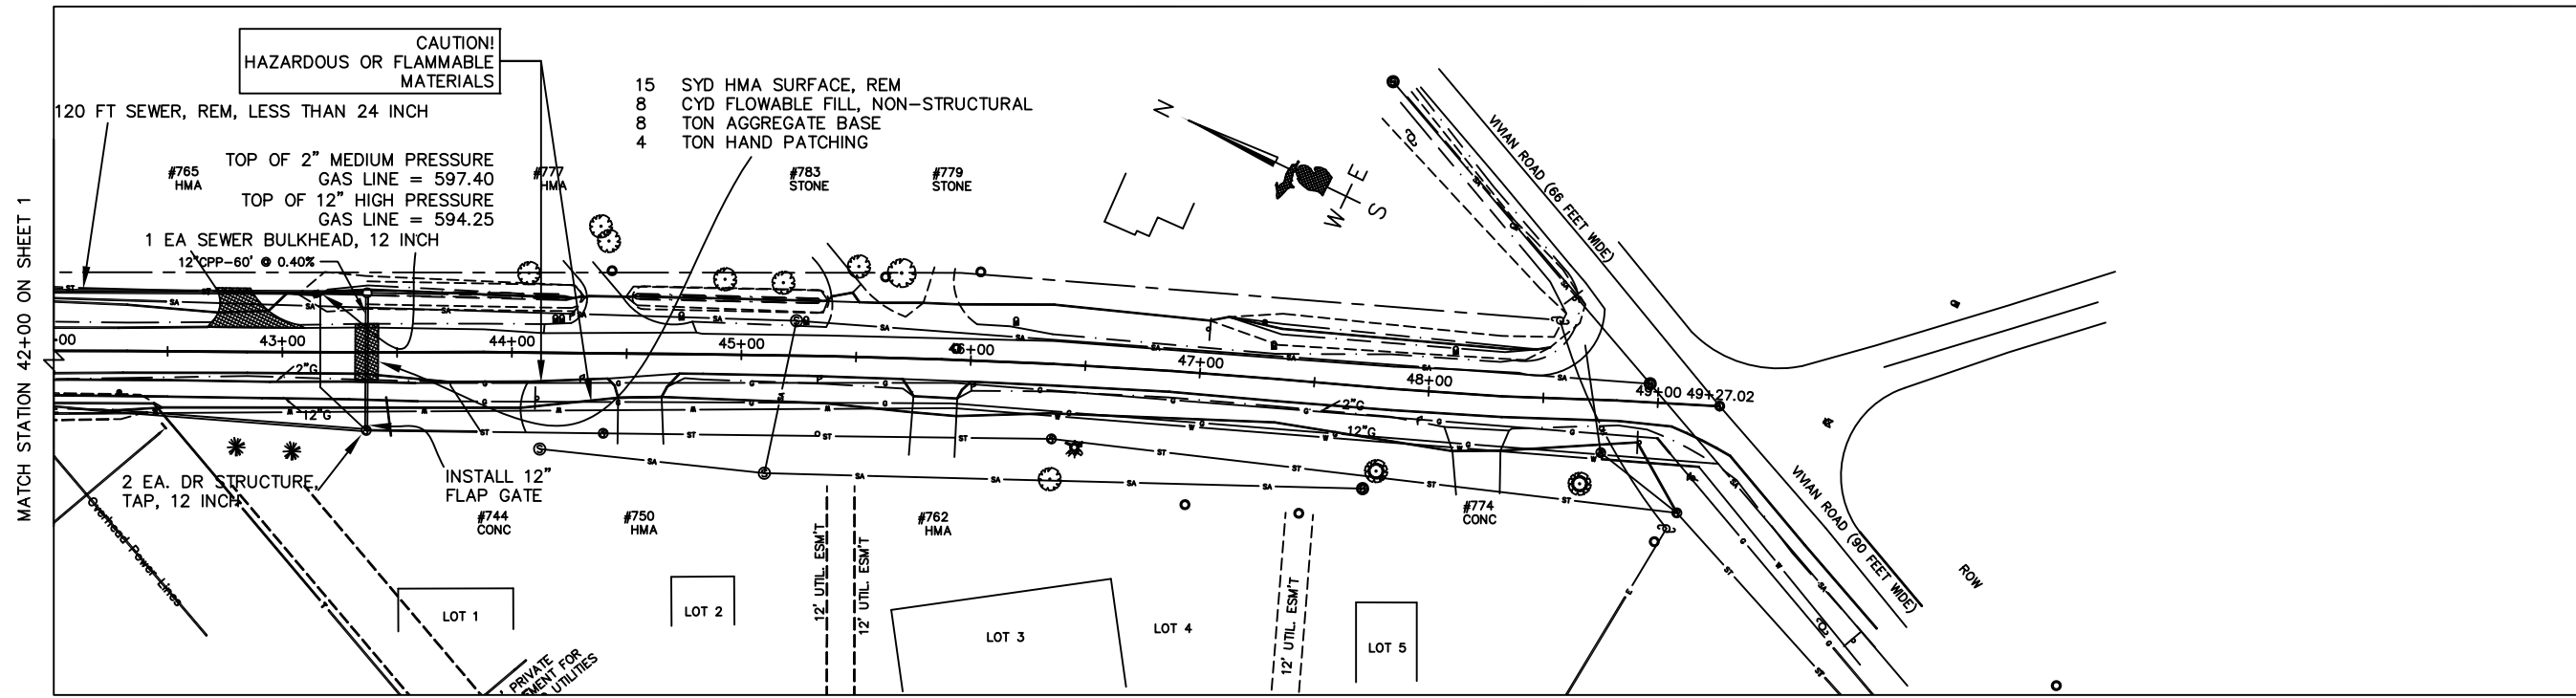 CAUTION!
HAZARDOUS OR FLAMMABLE
MATERIALS
120 FT SEWER, REM, LESS THAN 24 INCH
15 SYD HMA SURFACE, REM
8 CYD FLOWABLE FILL, NON-STRUCTURAL
8 TON AGGREGATE BASE
4 TON HAND PATCHING
TOP OF 2" MEDIUM PRESSURE
GAS LINE = 597.40
TOP OF 12" HIGH PRESSURE
GAS LINE = 594.25
1 EA SEWER BULKHEAD, 12 INCH
12"CPP-60' @ 0.40%
#765
HMA
#777
HMA
#783
STONE
#779
STONE
N
E
W
S
VIVIAN ROAD (66 FEET WIDE)
MATCH STATION 42+00 ON SHEET 1
+00
43+00
44+00
45+00
46+00
47+00
48+00
49+00 49+27.02
2"G
12"G
2"G
12"G
2 EA. DR STRUCTURE,
TAP, 12 INCH
INSTALL 12"
FLAP GATE
#744
CONC
#750
HMA
#762
HMA
#774
CONC
Overhead Power Lines
12' UTIL. ESM'T
12' UTIL. ESM'T
12' UTIL. ESM'T
LOT 1
LOT 2
LOT 3
LOT 4
LOT 5
VIVIAN ROAD (90 FEET WIDE)
ROW
' PRIVATE
EMENT FOR
UTILITIES